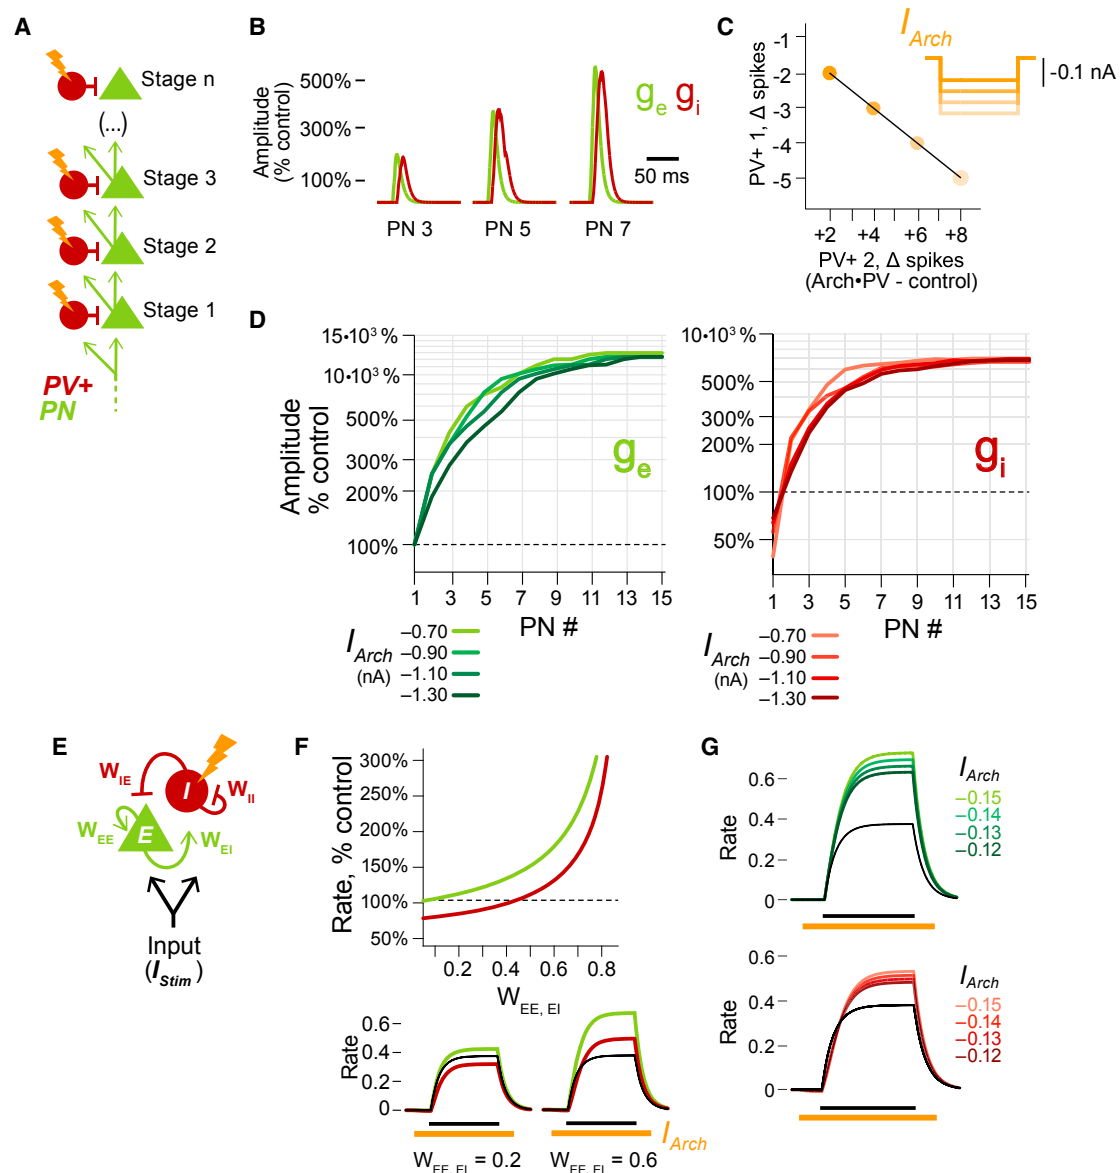 A
Stage n
(...)
Stage 3
Stage 2
Stage 1
PV+
PN
B
Amplitude
(% control)
500%
300%
100%
ge gi
50 ms
PN 3
PN 5
PN 7
C
IArch
-0.1 nA
PV+ 1, Δ spikes
-1
-2
-3
-4
-5
+2
+4
+6
+8
PV+ 2, Δ spikes
(Arch•PV - control)
D
Amplitude
% control
15•10³ %
10•10³ %
500%
300%
200%
100%
ge
1 3 5 7 9 11 13 15
PN #
IArch
(nA)
–0.70
–0.90
–1.10
–1.30
10•10³ %
500%
300%
200%
100%
50%
gi
1 3 5 7 9 11 13 15
PN #
IArch
(nA)
–0.70
–0.90
–1.10
–1.30
E
WIE
I
WII
WEE
E
WEI
Input
(IStim)
F
Rate, % control
300%
250%
200%
150%
100%
50%
0.2 0.4 0.6 0.8
WEE, EI
Rate
0.6
0.4
0.2
0
IArch
WEE, EI = 0.2
WEE, EI = 0.6
G
Rate
0.6
0.4
0.2
0
IArch
–0.15
–0.14
–0.13
–0.12
Rate
0.6
0.4
0.2
0
IArch
–0.15
–0.14
–0.13
–0.12